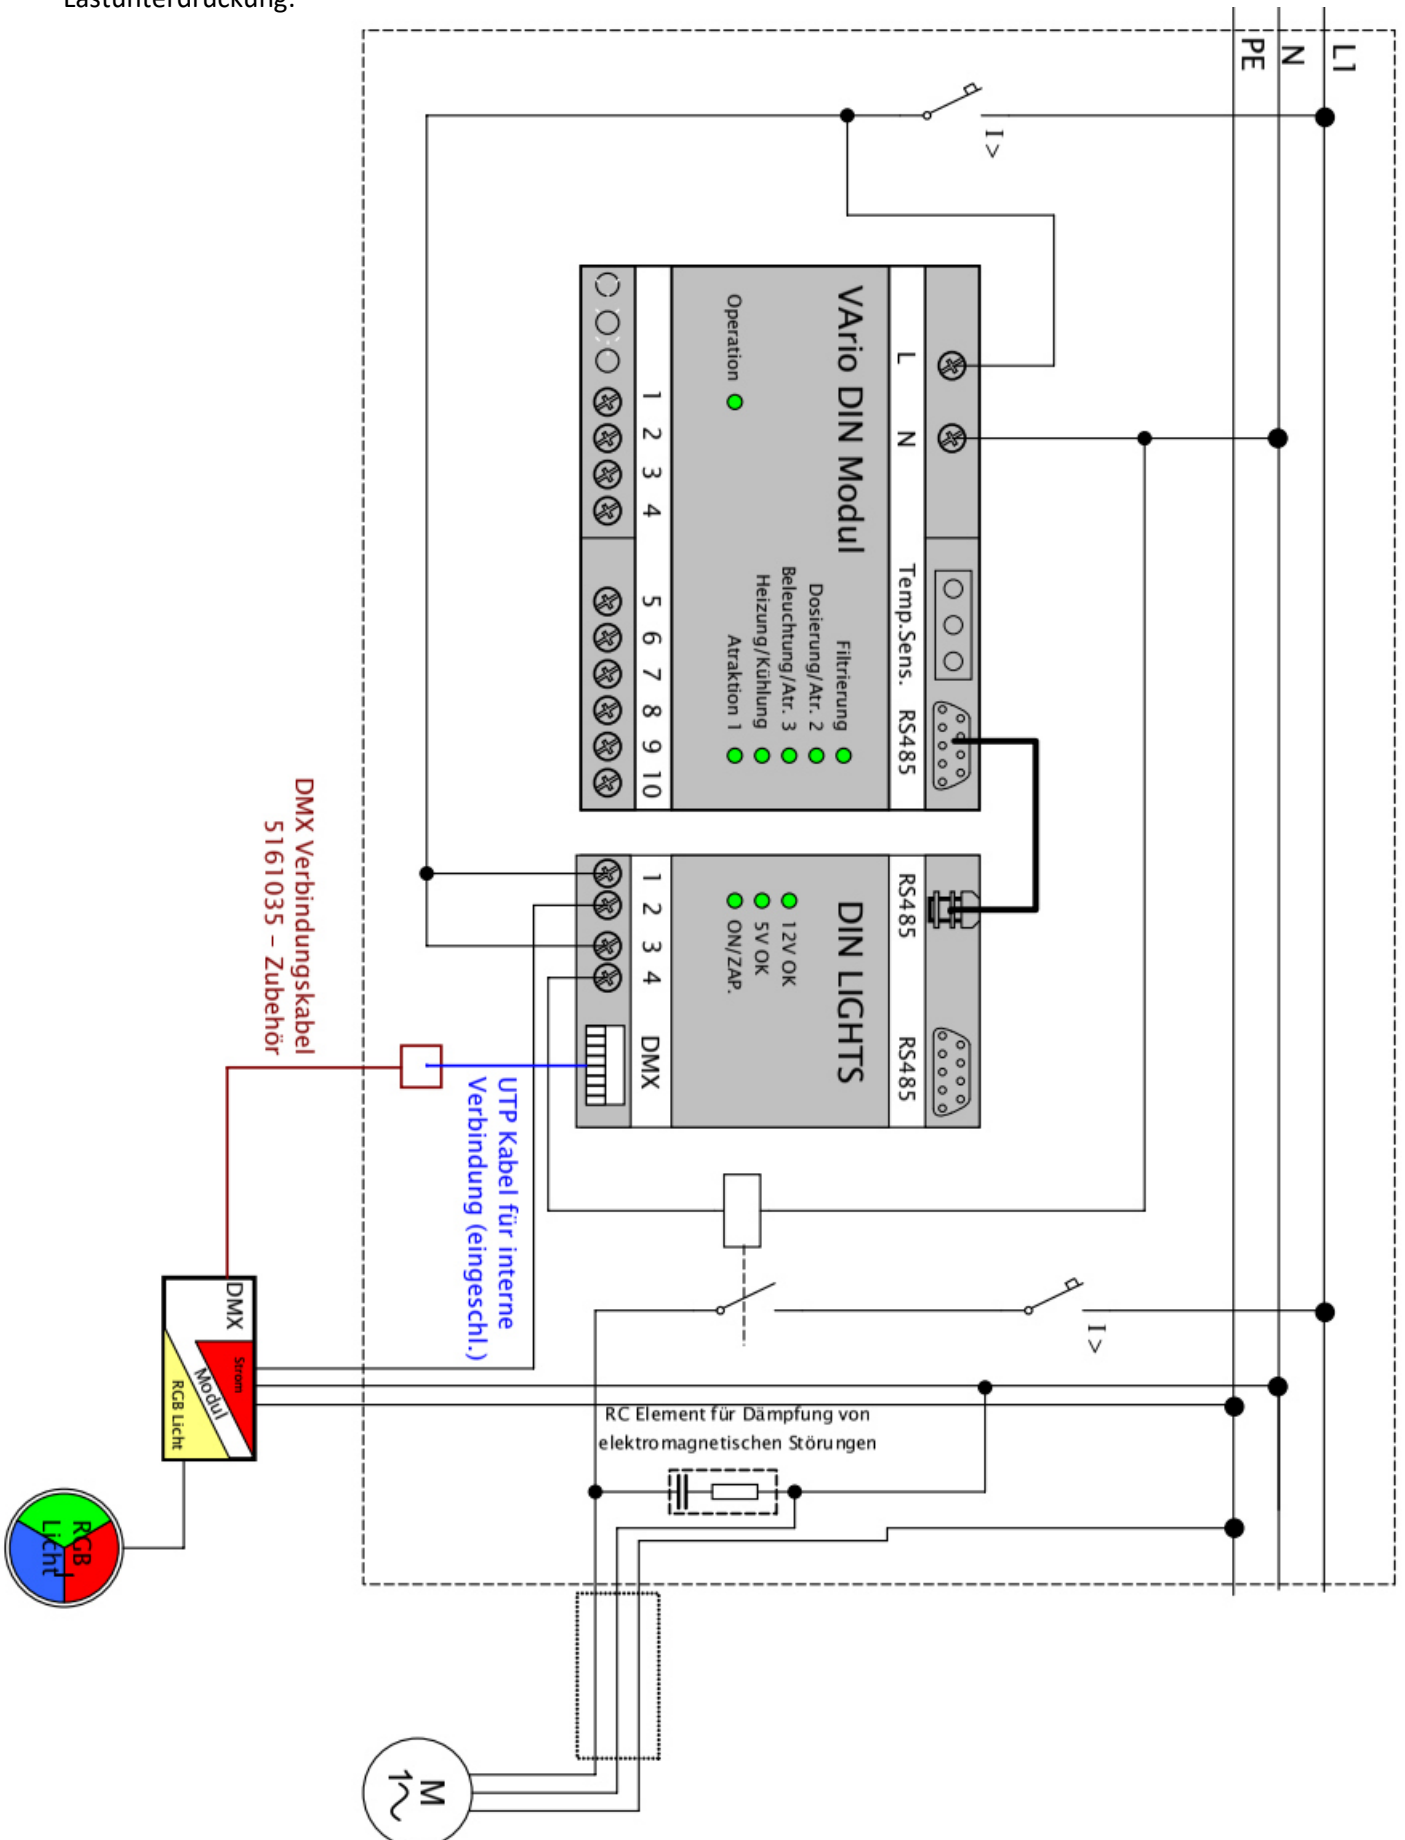 Lastunterdrückung.
L1
N
PE
I >
VArio DIN Modul
Operation
L
N
Temp.Sens.
RS485
Filtrierung
Dosierung/Atr. 2
Beleuchtung/Atr. 3
Heizung/Kühlung
Atraktion 1
1 2 3 4 5 6 7 8 9 10
DIN LIGHTS
RS485
RS485
12V OK
5V OK
ON/ZAP.
1 2 3 4 DMX
DMX Verbindungskabel
5161035 – Zubehör
UTP Kabel für interne
Verbindung (eingeschl.)
I >
DMX
Strom
Modul
RGB Licht
RC Element für Dämpfung von
elektromagnetischen Störungen
RGB
Licht
M
1~